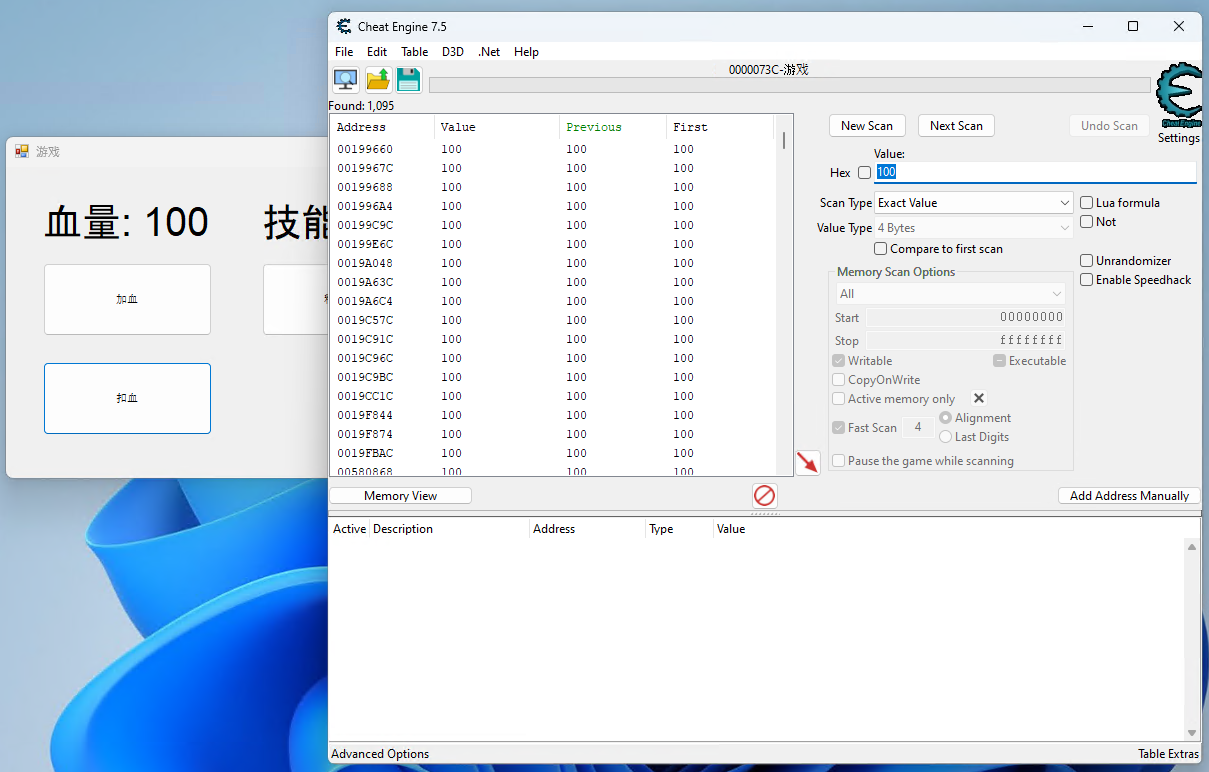 Cheat Engine 7.5
File Edit Table D3D .Net Help
0000073C-游戏
Found: 1,095
Address Value Previous First
00199660 100 100 100
0019967C 100 100 100
00199688 100 100 100
001996A4 100 100 100
00199C9C 100 100 100
00199E6C 100 100 100
0019A048 100 100 100
0019A63C 100 100 100
0019A6C4 100 100 100
0019C57C 100 100 100
0019C91C 100 100 100
0019C96C 100 100 100
0019C9BC 100 100 100
0019CC1C 100 100 100
0019F844 100 100 100
0019F874 100 100 100
0019FBAC 100 100 100
00580868 100 100 100
New Scan Next Scan Undo Scan
Cheat Engine
Settings
Value:
Hex 100
Scan Type Exact Value
Lua formula
Not
Value Type 4 Bytes
Compare to first scan
Unrandomizer
Enable Speedhack
Memory Scan Options
All
Start 00000000
Stop ffffffff
Writable Executable
CopyOnWrite
Active memory only
Fast Scan 4 Alignment
Last Digits
Pause the game while scanning
Memory View Add Address Manually
Active Description Address Type Value
Advanced Options Table Extras
游戏
血量: 100 技能
加血
扣血